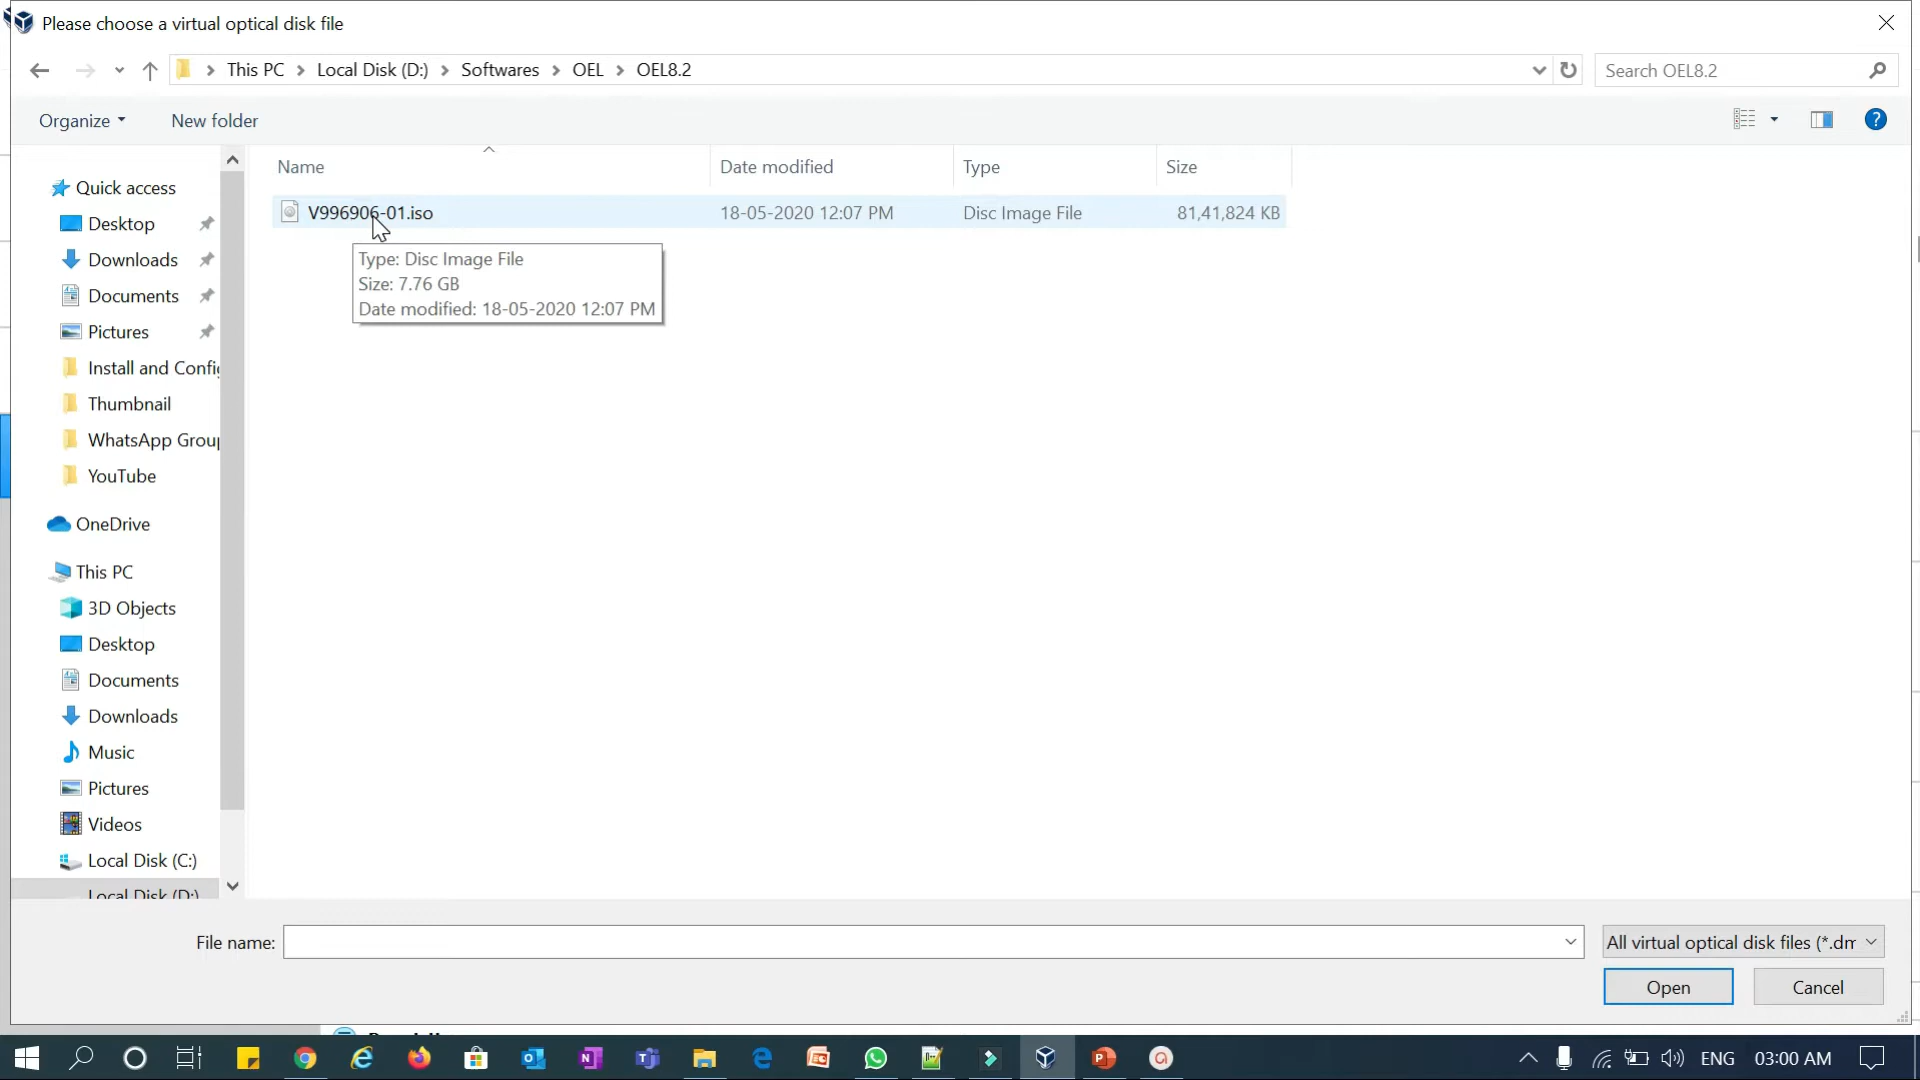 Please choose a virtual optical disk file
This PC > Local Disk (D:) > Softwares > OEL > OEL8.2
Search OEL8.2
Organize
New folder
Name
Date modified
Type
Size
V996906-01.iso
18-05-2020 12:07 PM
Disc Image File
81,41,824 KB
Type: Disc Image File
Size: 7.76 GB
Date modified: 18-05-2020 12:07 PM
Quick access
Desktop
Downloads
Documents
Pictures
Install and Config
Thumbnail
WhatsApp Group
YouTube
OneDrive
This PC
3D Objects
Desktop
Documents
Downloads
Music
Pictures
Videos
Local Disk (C:)
Local Disk (D:)
File name:
All virtual optical disk files (*.dm
Open
Cancel
ENG
03:00 AM